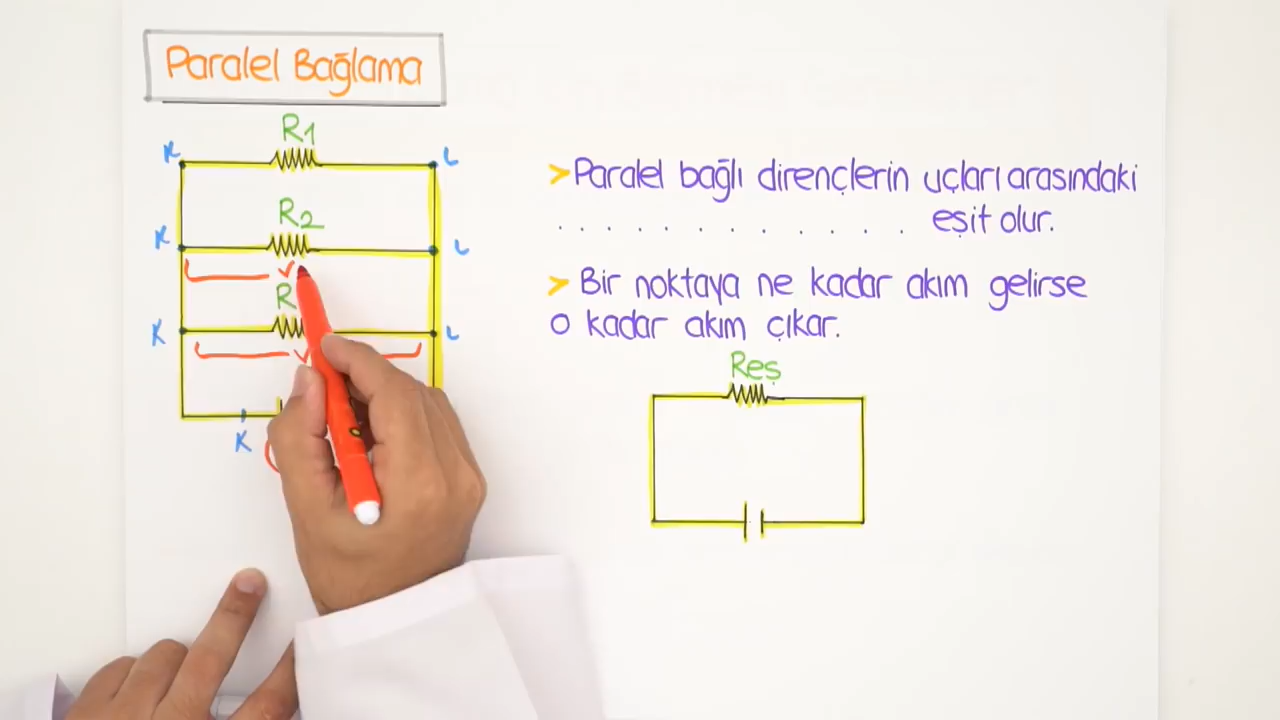 Paralel Bağlama
R1
K L
R2
K L
R
K L
K
>Paralel bağlı dirençlerin uçları arasındaki
. . . . . . . . . . . . eşit olur.
> Bir noktaya ne kadar akım gelirse
o kadar akım çıkar.
Reş